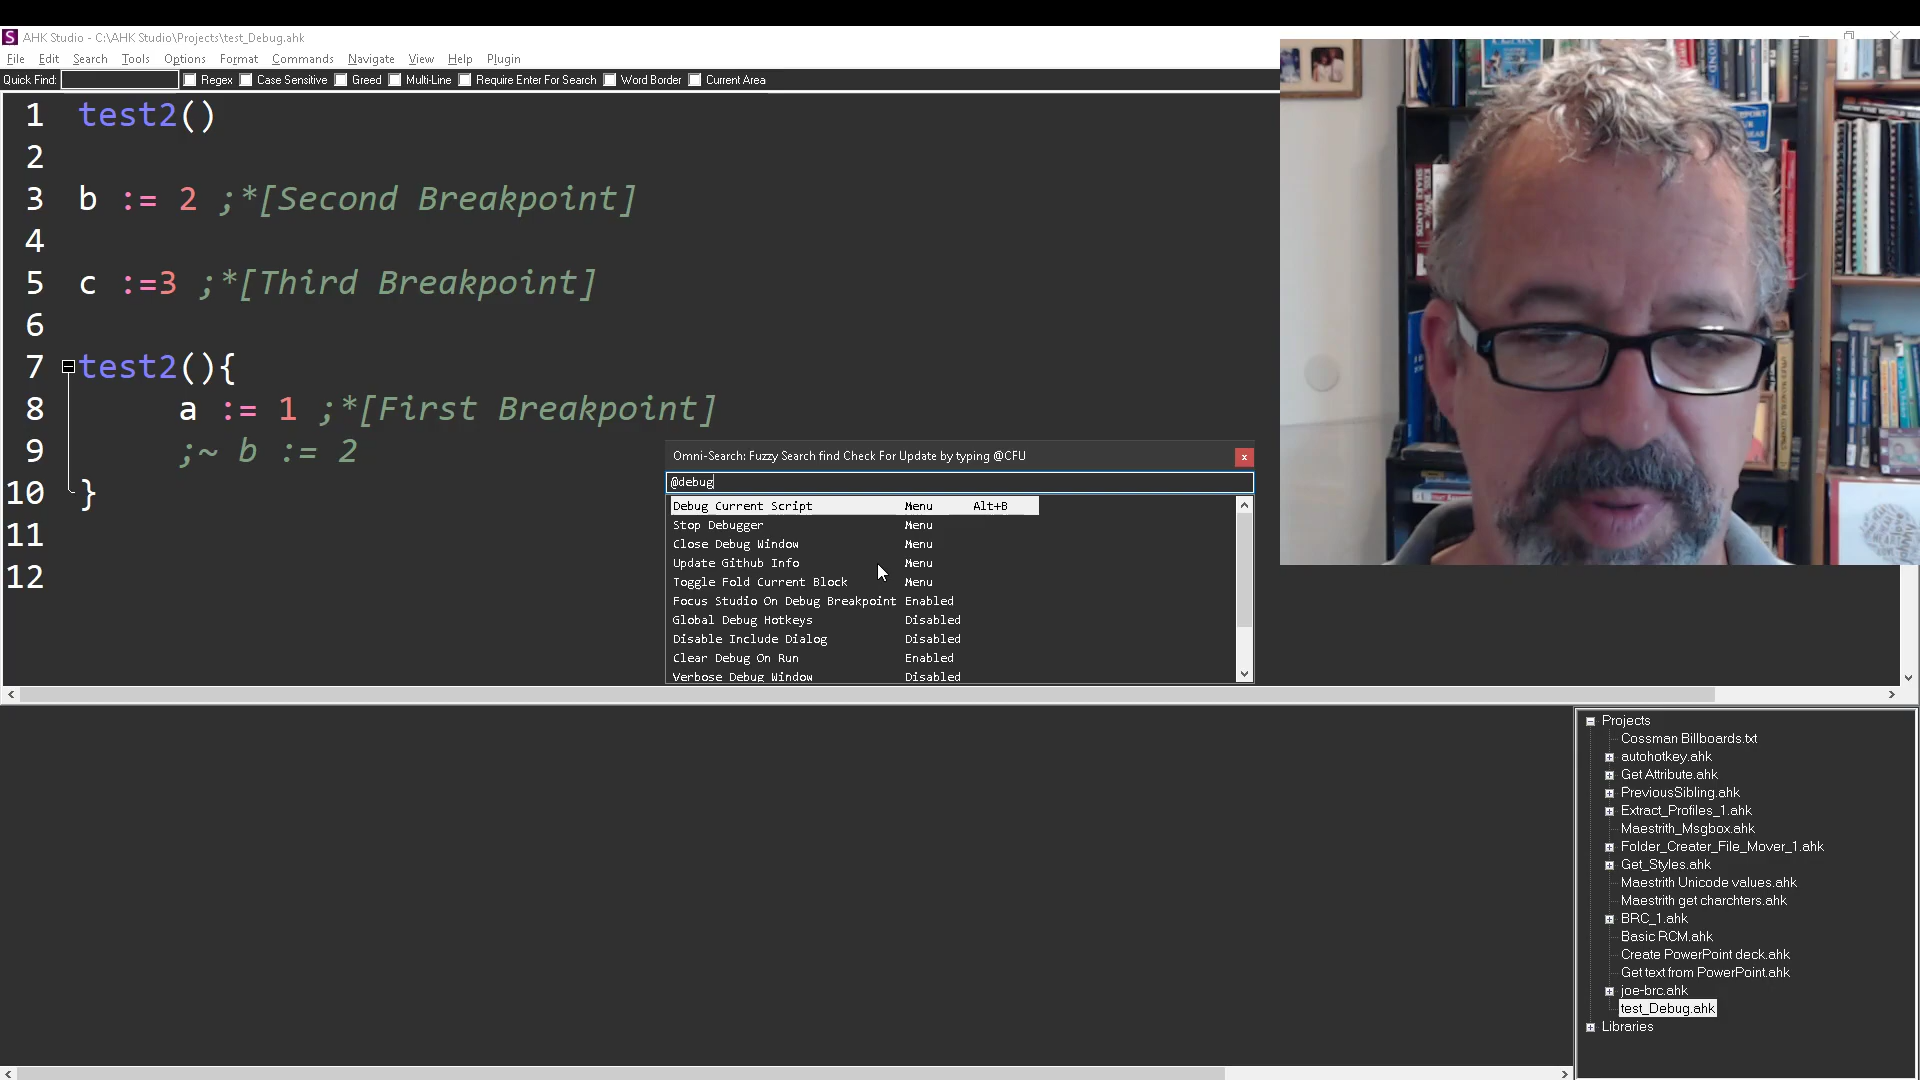 AHK Studio - C:\AHK Studio\Projects\test_Debug.ahk
File Edit Search Tools Options Format Commands Navigate View Help Plugin
Quick Find: Regex Case Sensitive Greed Multi-Line Require Enter For Search Word Border Current Area
1 test2()
2
3 b := 2 ;*[Second Breakpoint]
4
5 c :=3 ;*[Third Breakpoint]
6
7 test2(){
8 a := 1 ;*[First Breakpoint]
9 ;~ b := 2
10 }
11
12
Omni-Search: Fuzzy Search find Check For Update by typing @CFU
x
@debug
Debug Current Script Menu Alt+B
Stop Debugger Menu
Close Debug Window Menu
Update Github Info Menu
Toggle Fold Current Block Menu
Focus Studio On Debug Breakpoint Enabled
Global Debug Hotkeys Disabled
Disable Include Dialog Disabled
Clear Debug On Run Enabled
Verbose Debug Window Disabled
Projects
Cossman Billboards.txt
autohotkey.ahk
Get Attribute.ahk
PreviousSibling.ahk
Extract_Profiles_1.ahk
Maestrith_Msgbox.ahk
Folder_Creater_File_Mover_1.ahk
Get_Styles.ahk
Maestrith Unicode values.ahk
Maestrith get charchters.ahk
BRC_1.ahk
Basic RCM.ahk
Create PowerPoint deck.ahk
Get text from PowerPoint.ahk
joe-brc.ahk
test_Debug.ahk
Libraries